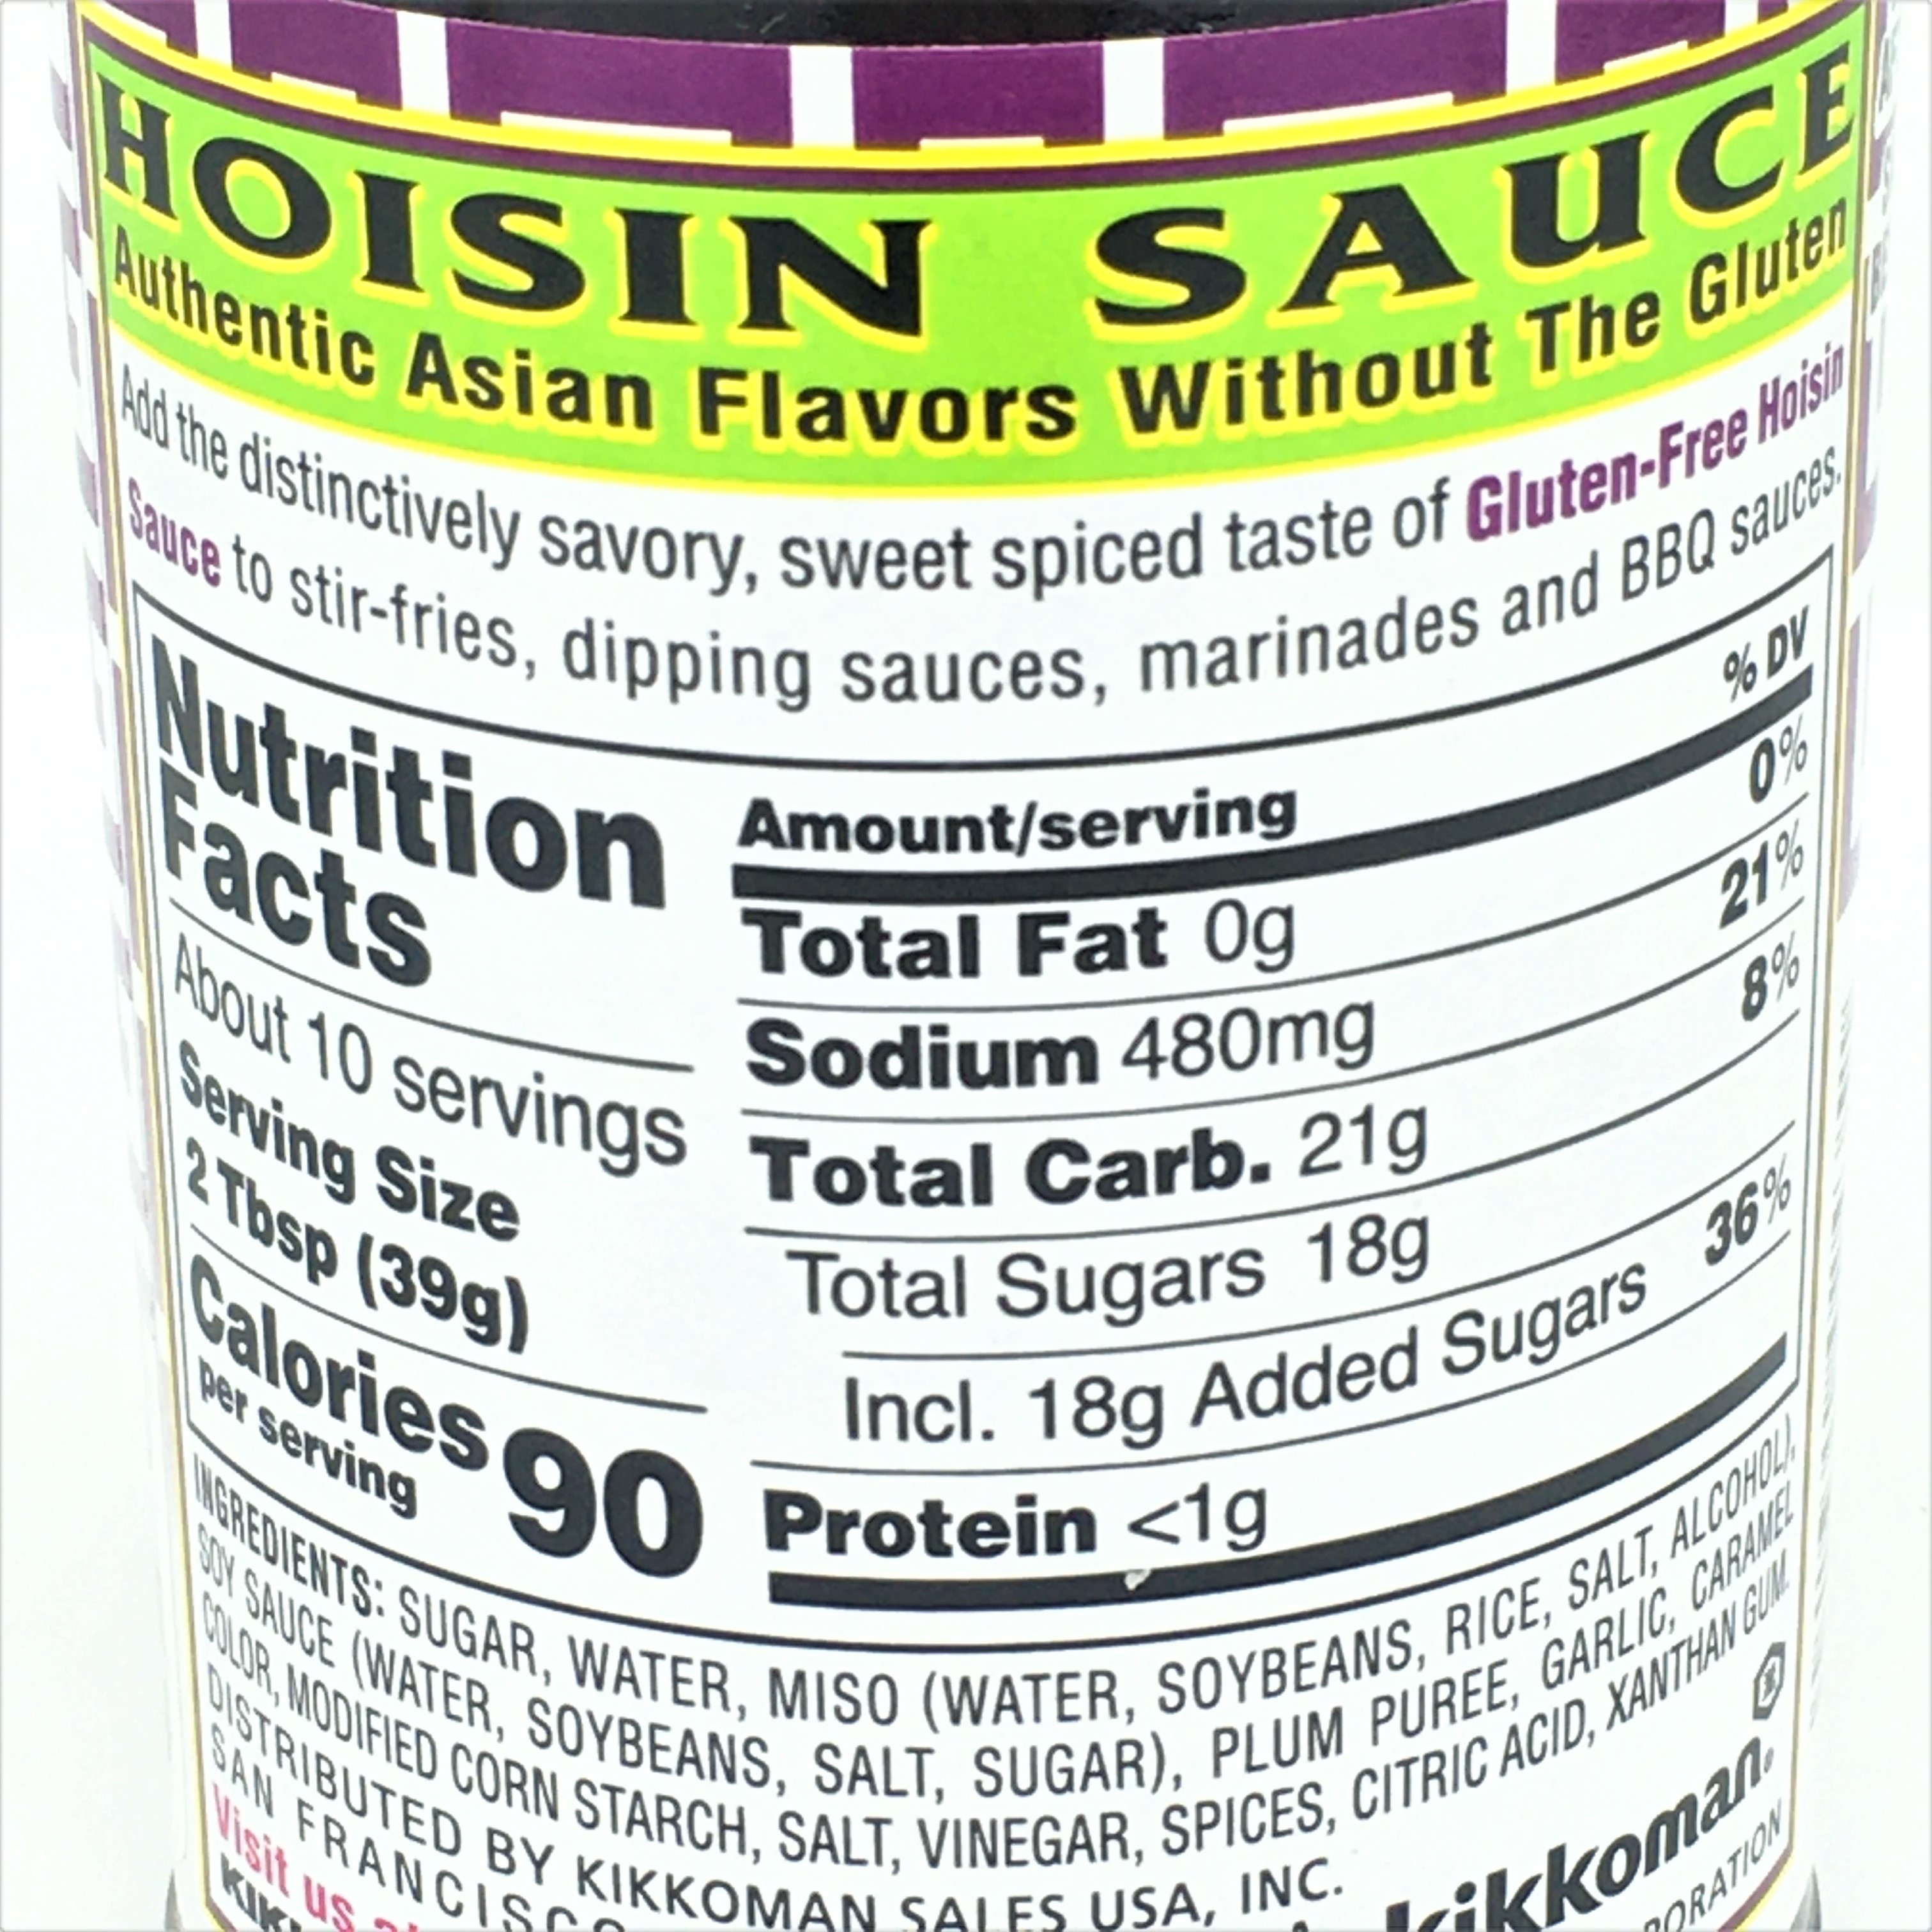 HOISIN SAUCE
Authentic Asian Flavors Without The Gluten
Add the distinctively savory, sweet spiced taste of Gluten-Free Hoisin
Sauce to stir-fries, dipping sauces, marinades and BBQ sauces.
Nutrition
Facts
About 10 servings
Serving Size
2 Tbsp (39g)
Calories 90
per serving
Amount/serving % DV
Total Fat 0g 0%
Sodium 480mg 21%
Total Carb. 21g 8%
Total Sugars 18g
Incl. 18g Added Sugars 36%
Protein <1g
INGREDIENTS: SUGAR, WATER, MISO (WATER, SOYBEANS, RICE, SALT, ALCOHOL),
SOY SAUCE (WATER, SOYBEANS, SALT, SUGAR), PLUM PUREE, GARLIC, CARAMEL
COLOR, MODIFIED CORN STARCH, SALT, VINEGAR, SPICES, CITRIC ACID, XANTHAN GUM.
DISTRIBUTED BY KIKKOMAN SALES USA, INC.
SAN
Visit us
kikkoman®